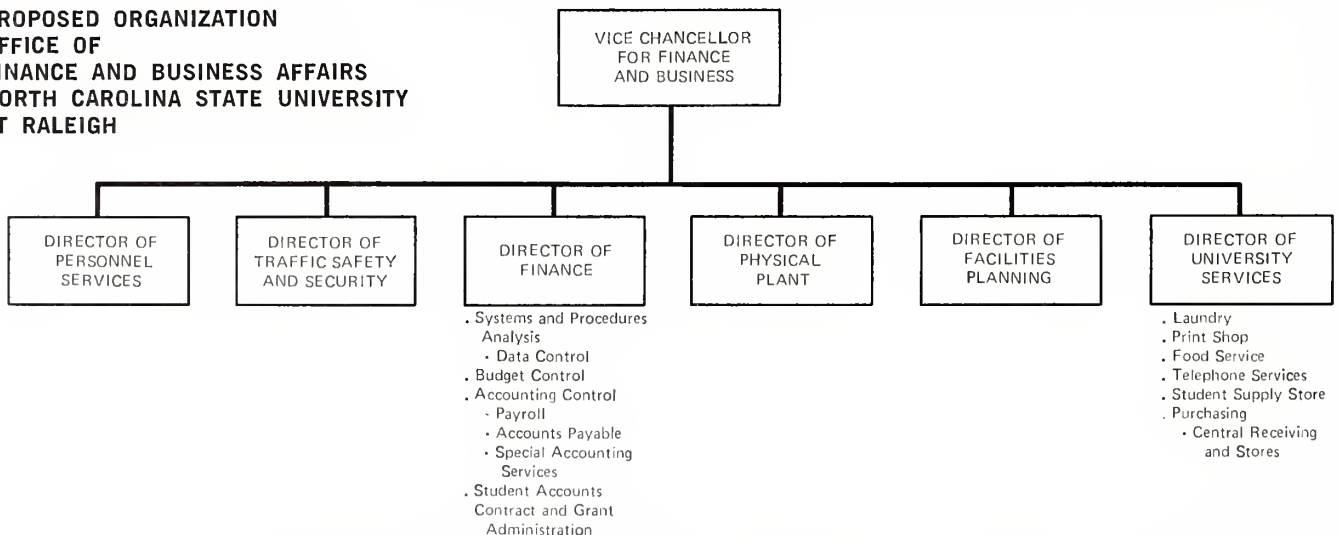 ROPOSED ORGANIZATION
FFICE OF
INANCE AND BUSINESS AFFAIRS
ORTH CAROLINA STATE UNIVERSITY
T RALEIGH
VICE CHANCELLOR
FOR FINANCE
AND BUSINESS
DIRECTOR OF
PERSONNEL
SERVICES
DIRECTOR OF
TRAFFIC SAFETY
AND SECURITY
DIRECTOR OF
FINANCE
. Systems and Procedures
Analysis
· Data Control
. Budget Control
. Accounting Control
- Payroll
· Accounts Payable
· Special Accounting
Services
. Student Accounts
Contract and Grant
Administration
DIRECTOR OF
PHYSICAL
PLANT
DIRECTOR OF
FACILITIES
PLANNING
DIRECTOR OF
UNIVERSITY
SERVICES
. Laundry
. Print Shop
. Food Service
. Telephone Services
. Student Supply Store
. Purchasing
· Central Receiving
and Stores